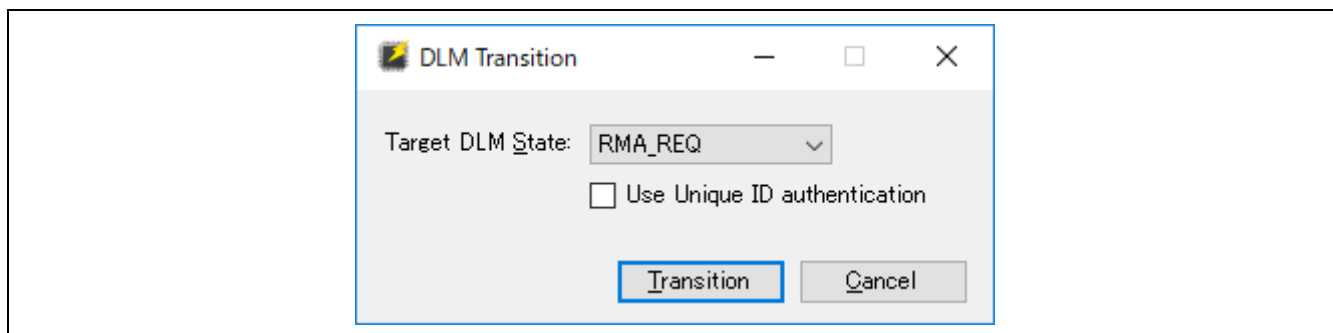 DLM Transition
Target DLM State: RMA_REQ
Use Unique ID authentication
Transition Cancel